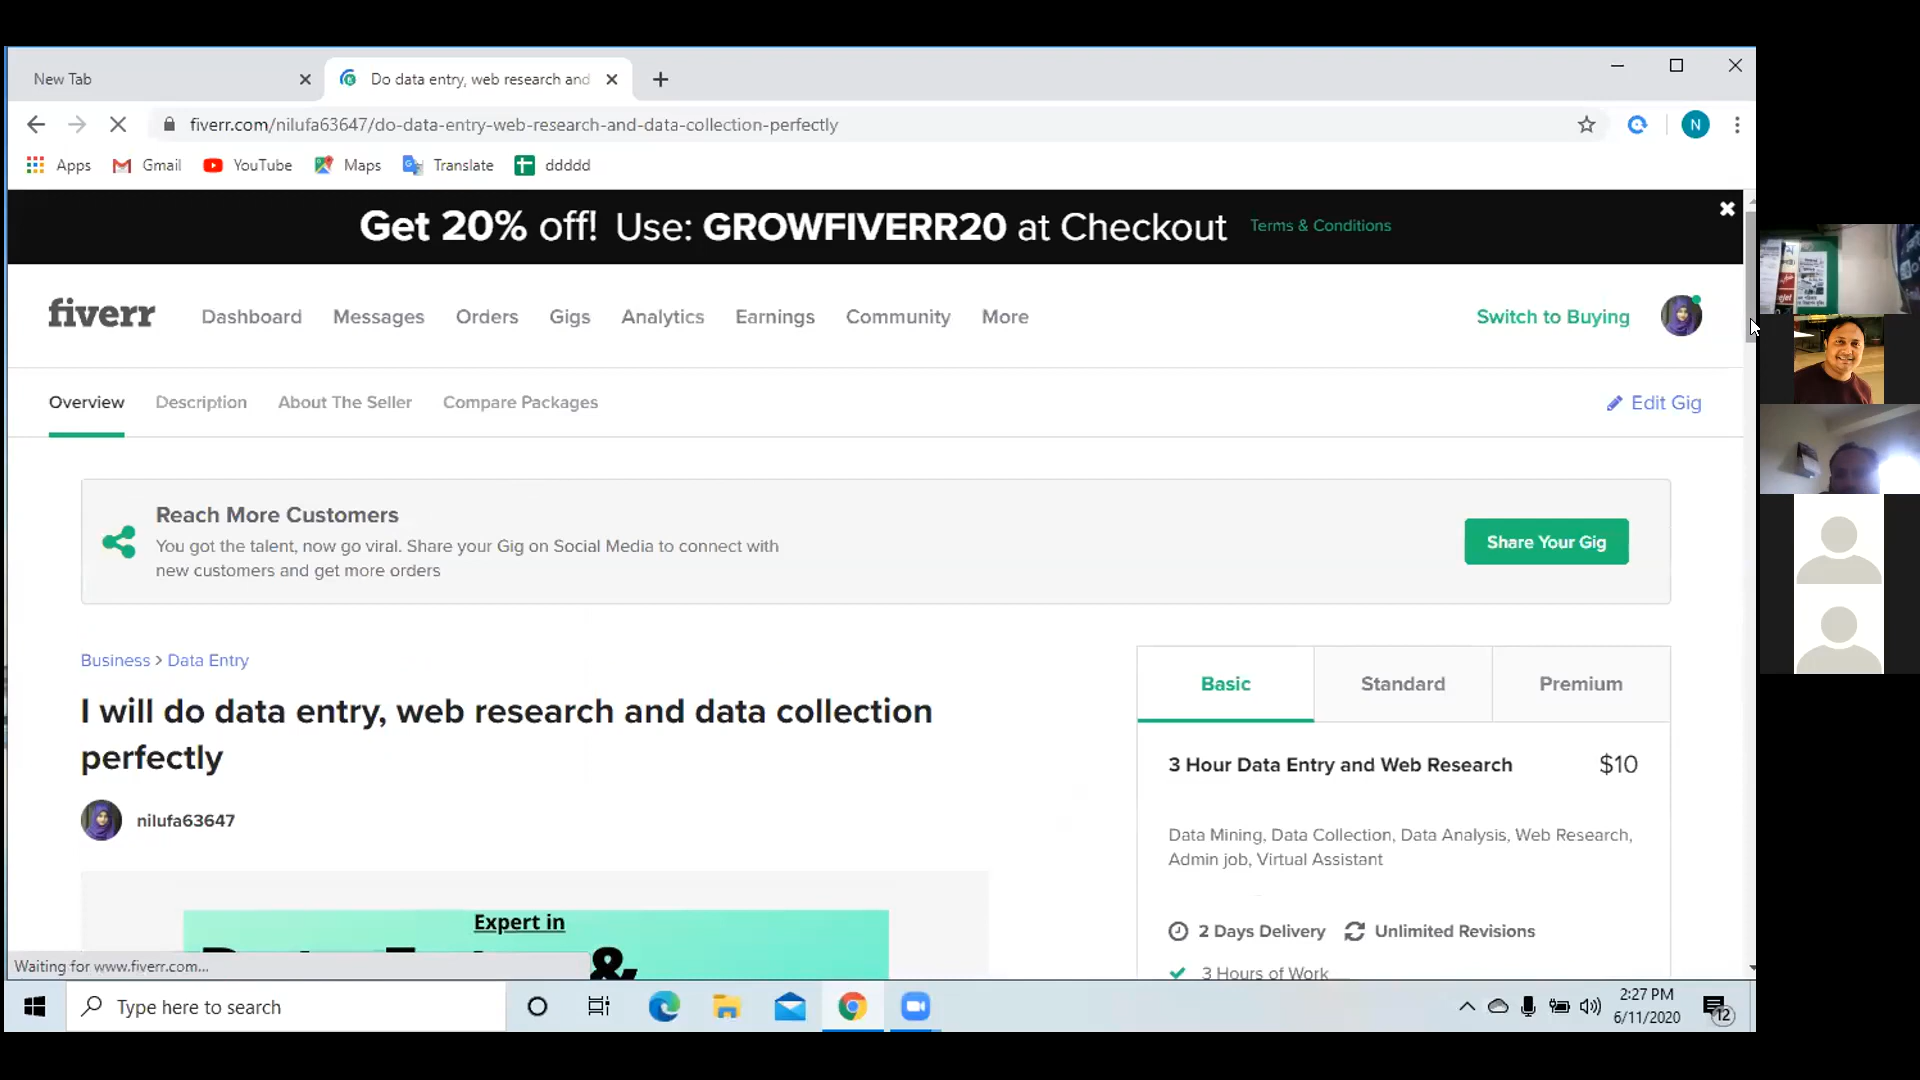 New Tab
Do data entry, web research and
fiverr.com/nilufa63647/do-data-entry-web-research-and-data-collection-perfectly
N
Apps Gmail YouTube Maps Translate ddddd
Get 20% off! Use: GROWFIVERR20 at Checkout Terms & Conditions
fiverr Dashboard Messages Orders Gigs Analytics Earnings Community More Switch to Buying
Overview Description About The Seller Compare Packages Edit Gig
Reach More Customers
You got the talent, now go viral. Share your Gig on Social Media to connect with
new customers and get more orders
Share Your Gig
Business > Data Entry
I will do data entry, web research and data collection
perfectly
nilufa63647
Basic Standard Premium
3 Hour Data Entry and Web Research $10
Data Mining, Data Collection, Data Analysis, Web Research,
Admin job, Virtual Assistant
2 Days Delivery Unlimited Revisions
3 Hours of Work
Expert in
&
Waiting for www.fiverr.com...
Type here to search
2:27 PM
6/11/2020
12